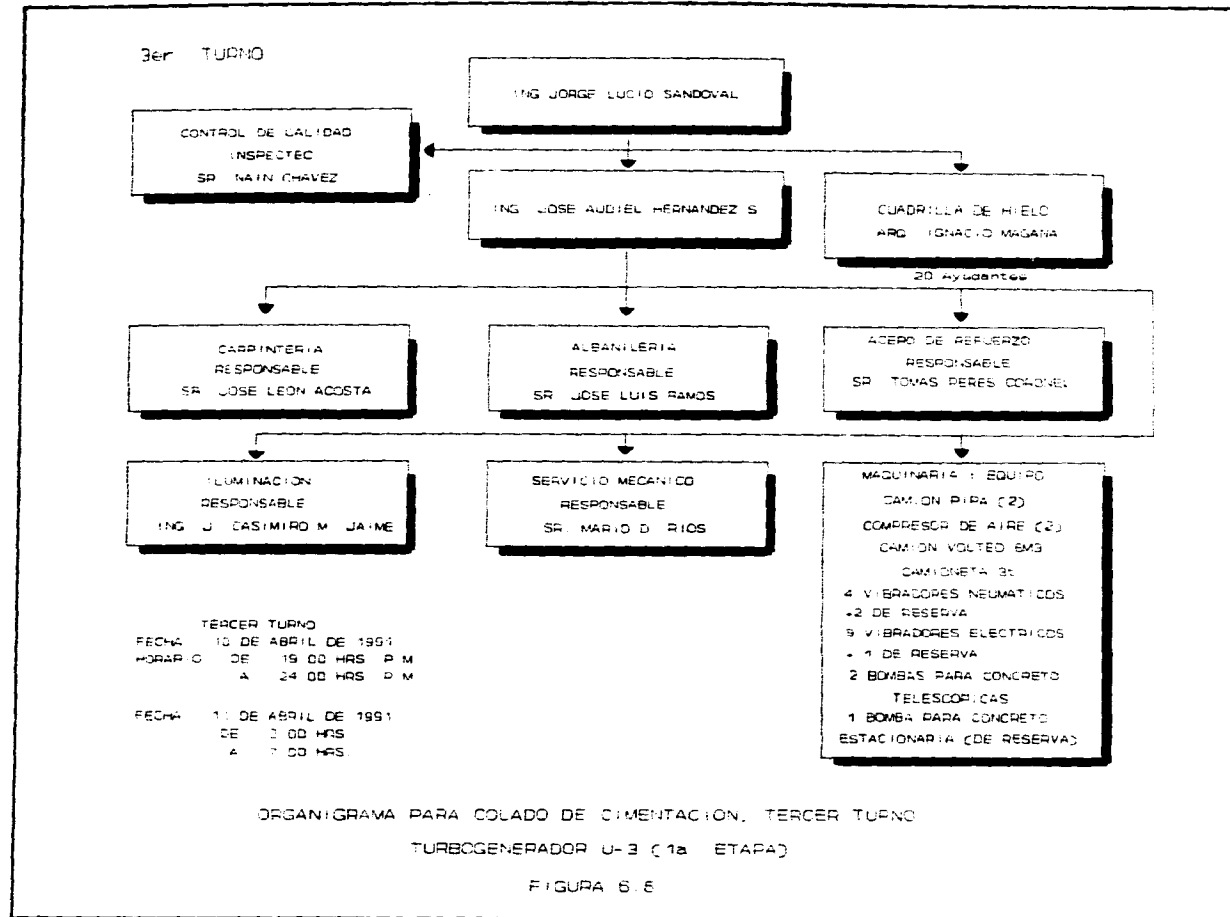 3er TURNO
ING JORGE LUCIO SANDOVAL
CONTROL DE CALIDAD
INSPECTEC
SR. NAIN CHAVEZ
ING. JOSE AUDIEL HERNANDEZ S
CUADRILLA DE HIELO
ARQ. IGNACIO MAGANA
20 Ayudantes
CARPINTERIA
RESPONSABLE
SR. JOSE LEON ACOSTA
ALBANILERIA
RESPONSABLE
SR. JOSE LUIS RAMOS
ACERO DE REFUERZO
RESPONSABLE
SR. TOMAS PERES CORONEL
ILUMINACION
RESPONSABLE
ING. J. CASIMIRO M. JAIME
SERVICIO MECANICO
RESPONSABLE
SR. MARIO D. RIOS
MAQUINARIA Y EQUIPO
CAMION PIPA (2)
COMPRESOR DE AIRE (2)
CAMION VOLTEO 6M3
CAMIONETA 3t
4 VIBRADORES NEUMATICOS
+2 DE RESERVA
9 VIBRADORES ELECTRICOS
+ 1 DE RESERVA
2 BOMBAS PARA CONCRETO
TELESCOPICAS
1 BOMBA PARA CONCRETO
ESTACIONARIA (DE RESERVA)
TERCER TURNO
FECHA DE ABRIL DE 1991
HORARIO DE 19:00 HRS P.M
A 24:00 HRS P.M
FECHA DE ABRIL DE 1991
DE HRS
A HRS.
ORGANIGRAMA PARA COLADO DE CIMENTACION, TERCER TURNO
TURBOGENERADOR U-3 (1a ETAPA)
FIGURA